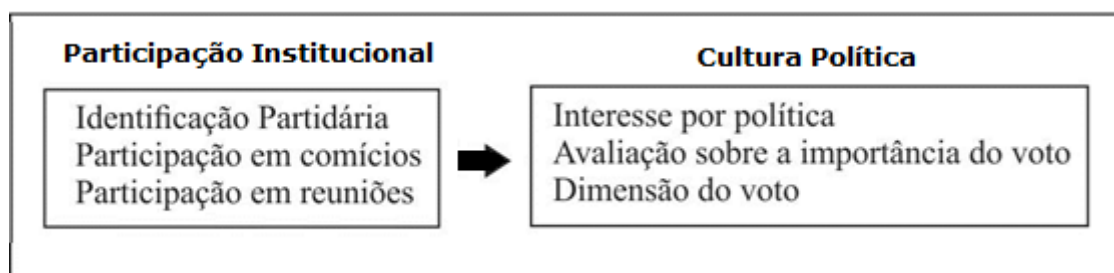 Participação Institucional
Identificação Partidária
Participação em comícios
Participação em reuniões
Cultura Política
Interesse por política
Avaliação sobre a importância do voto
Dimensão do voto